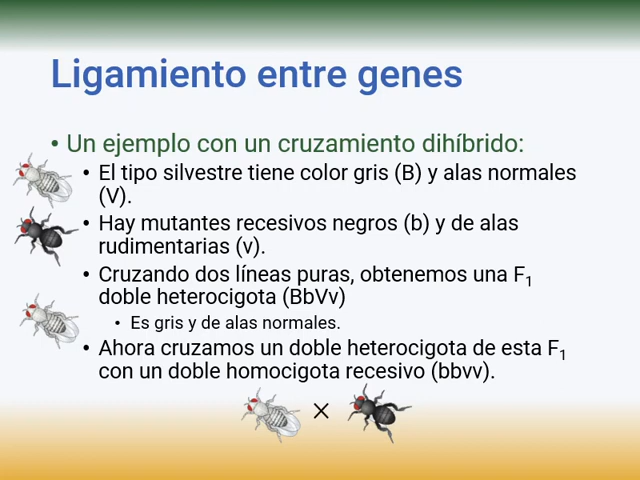 Ligamiento entre genes
• Un ejemplo con un cruzamiento dihíbrido:
• El tipo silvestre tiene color gris (B) y alas normales
(V).
• Hay mutantes recesivos negros (b) y de alas
rudimentarias (v).
• Cruzando dos líneas puras, obtenemos una F1
doble heterocigota (BbVv)
• Es gris y de alas normales.
• Ahora cruzamos un doble heterocigota de esta F1
con un doble homocigota recesivo (bbvv).
×